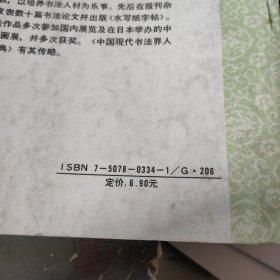 以培养书法人材为乐事。先后在报刊杂
发表数十篇书法论文并出版《水写纸字帖》。
作品多次参加国内展览及在日本举办的中
画展，并多次获奖。《中国现代书法界人
典》有其传略。
ISBN 7-5078-0334-1/G·206
定价：6.90元